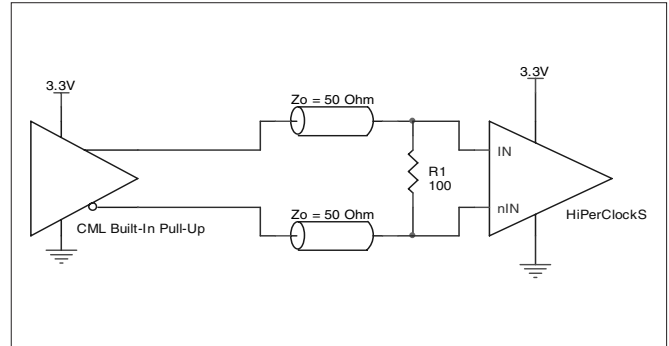 3.3V
3.3V
Zo = 50 Ohm
IN
R1
100
nIN
HiPerClockS
CML Built-In Pull-Up
Zo = 50 Ohm